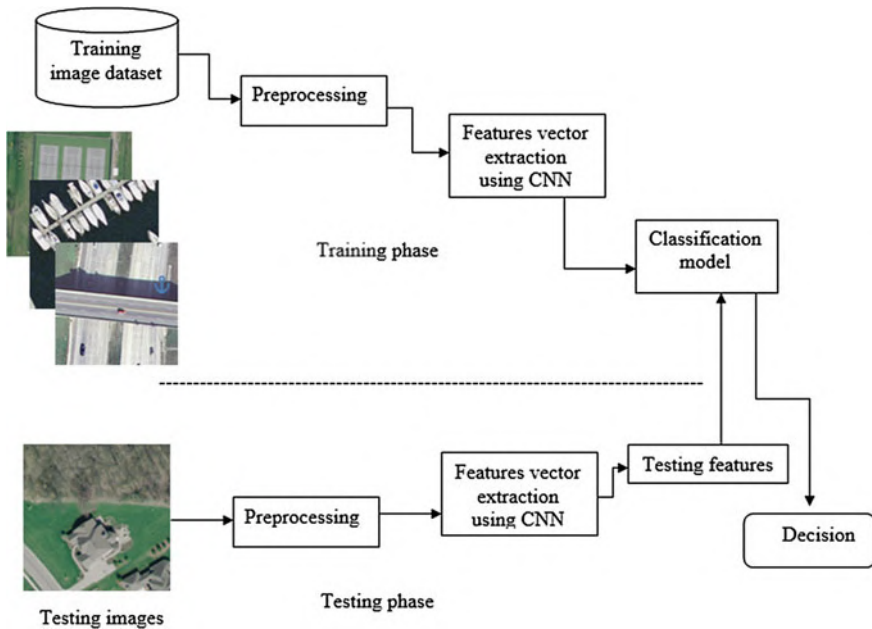 Training
image dataset
Preprocessing
Features vector
extraction
using CNN
Training phase
Classification
model
Features vector
extraction
using CNN
Testing features
Preprocessing
Decision
Testing phase
Testing images